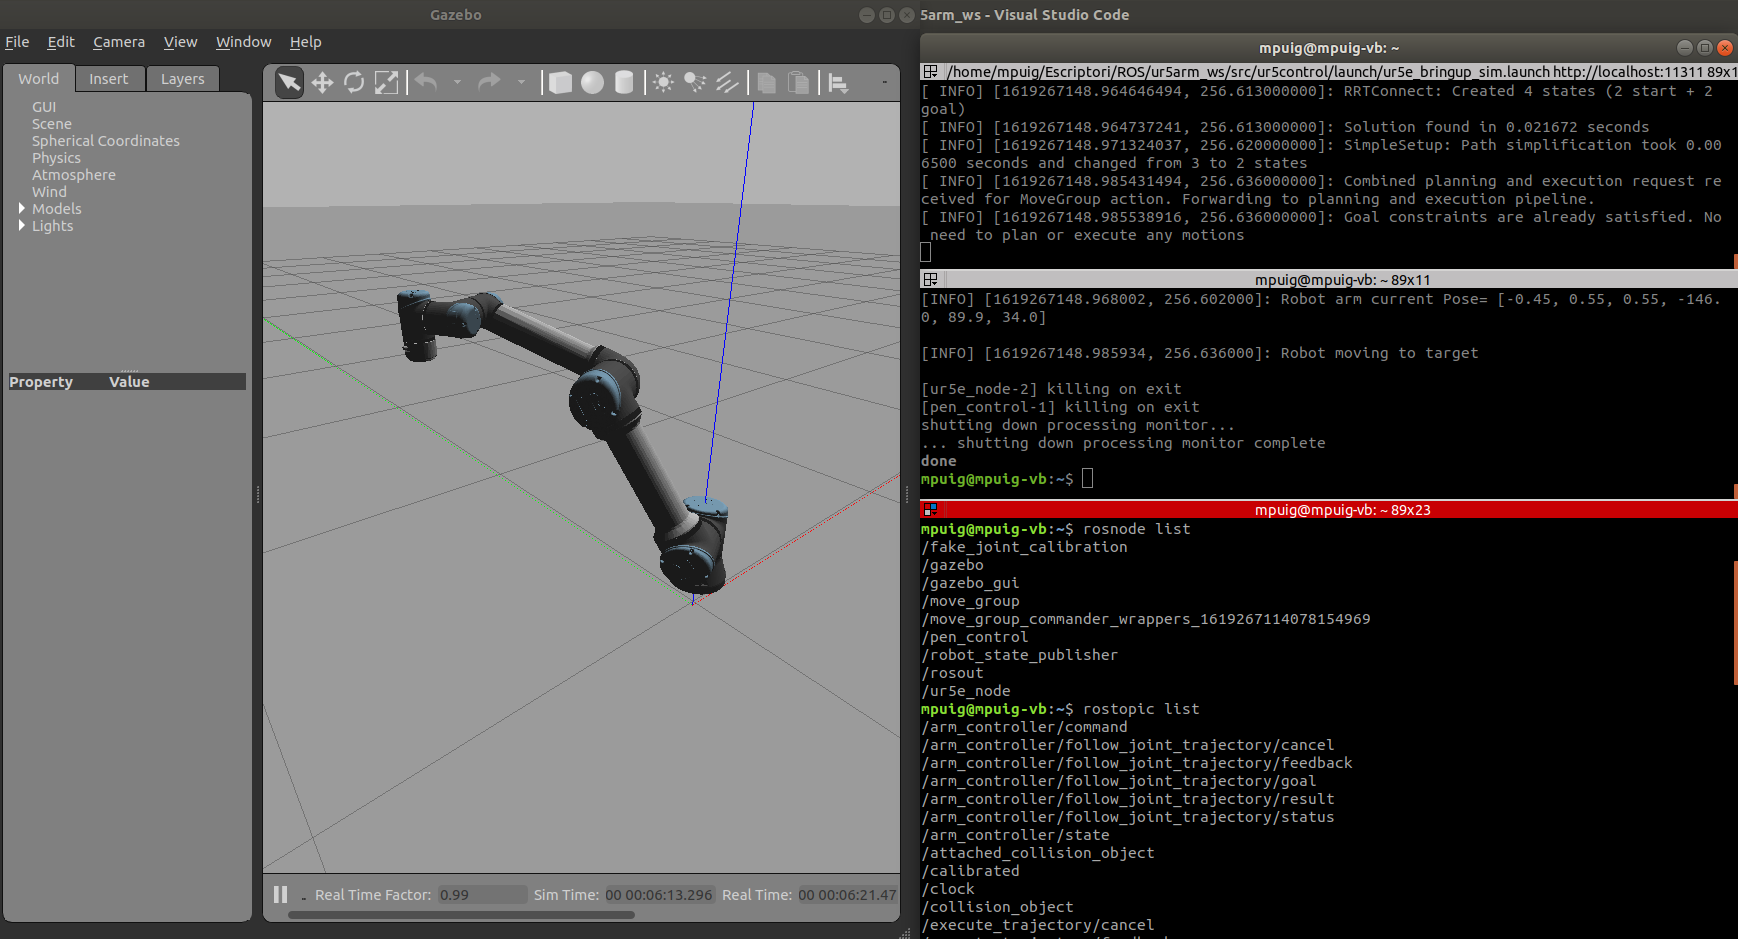 Gazebo
File Edit Camera View Window Help
World Insert Layers
GUI
Scene
Spherical Coordinates
Physics
Atmosphere
Wind
Models
Lights
Property Value
Real Time Factor: 0.99 Sim Time: 00 00:06:13.296 Real Time: 00 00:06:21.47
5arm_ws - Visual Studio Code
mpuig@mpuig-vb: ~
/home/mpuig/Escriptori/ROS/ur5arm_ws/src/ur5control/launch/ur5e_bringup_sim.launch http://localhost:11311 89x1
[ INFO] [1619267148.964646494, 256.613000000]: RRTConnect: Created 4 states (2 start + 2
goal)
[ INFO] [1619267148.964737241, 256.613000000]: Solution found in 0.021672 seconds
[ INFO] [1619267148.971324037, 256.620000000]: SimpleSetup: Path simplification took 0.00
6500 seconds and changed from 3 to 2 states
[ INFO] [1619267148.985431494, 256.636000000]: Combined planning and execution request re
ceived for MoveGroup action. Forwarding to planning and execution pipeline.
[ INFO] [1619267148.985538916, 256.636000000]: Goal constraints are already satisfied. No
need to plan or execute any motions
mpuig@mpuig-vb: ~ 89x11
[INFO] [1619267148.968002, 256.602000]: Robot arm current Pose= [-0.45, 0.55, 0.55, -146.
0, 89.9, 34.0]
[INFO] [1619267148.985934, 256.636000]: Robot moving to target
[ur5e_node-2] killing on exit
[pen_control-1] killing on exit
shutting down processing monitor...
... shutting down processing monitor complete
done
mpuig@mpuig-vb:~$
mpuig@mpuig-vb: ~ 89x23
mpuig@mpuig-vb:~$ rosnode list
/fake_joint_calibration
/gazebo
/gazebo_gui
/move_group
/move_group_commander_wrappers_1619267114078154969
/pen_control
/robot_state_publisher
/rosout
/ur5e_node
mpuig@mpuig-vb:~$ rostopic list
/arm_controller/command
/arm_controller/follow_joint_trajectory/cancel
/arm_controller/follow_joint_trajectory/feedback
/arm_controller/follow_joint_trajectory/goal
/arm_controller/follow_joint_trajectory/result
/arm_controller/follow_joint_trajectory/status
/arm_controller/state
/attached_collision_object
/calibrated
/clock
/collision_object
/execute_trajectory/cancel